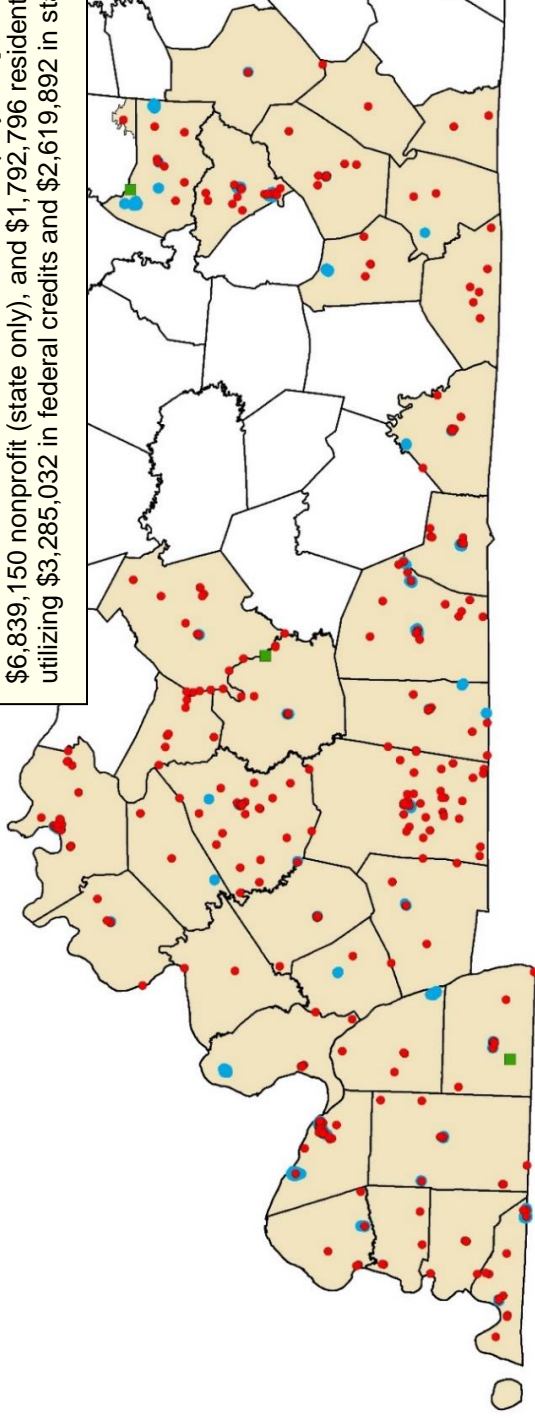 $6,839,150 nonprofit (state only), and $1,792,796 resident
utilizing $3,285,032 in federal credits and $2,619,892 in st